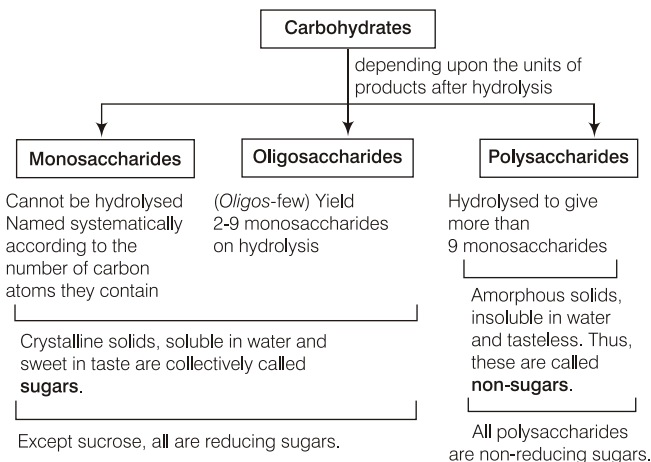 Carbohydrates
depending upon the units of
products after hydrolysis
Monosaccharides
Cannot be hydrolysed
Named systematically
according to the
number of carbon
atoms they contain
Oligosaccharides
(Oligos-few) Yield
2-9 monosaccharides
on hydrolysis
Polysaccharides
Hydrolysed to give
more than
9 monosaccharides
Crystalline solids, soluble in water and
sweet in taste are collectively called
sugars.
Amorphous solids,
insoluble in water
and tasteless. Thus,
these are called
non-sugars.
Except sucrose, all are reducing sugars.
All polysaccharides
are non-reducing sugars.